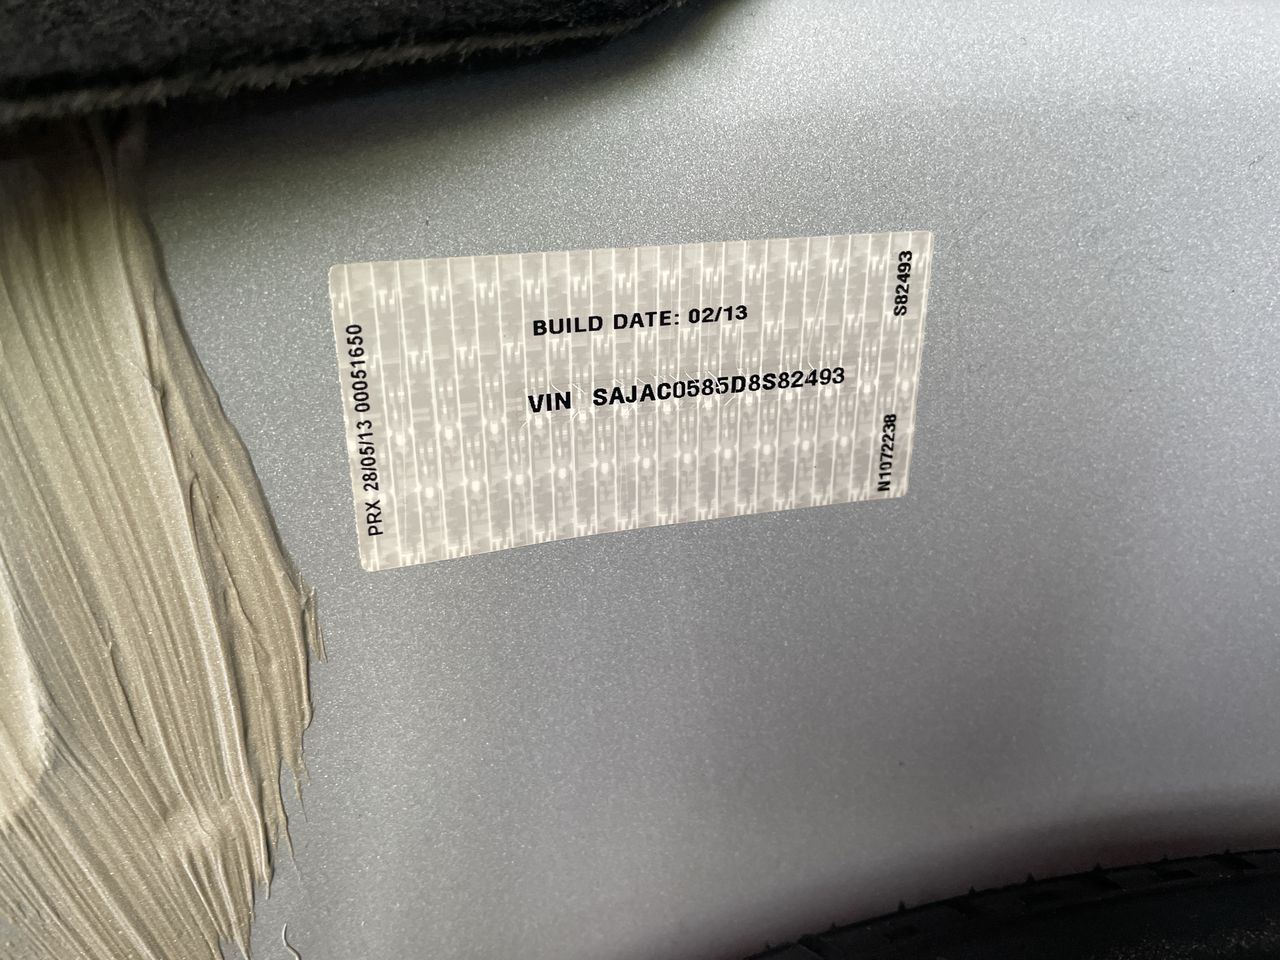 PRX 28/05/13 00051650
BUILD DATE: 02/13
VIN SAJAC0585D8S82493
S82493
N1072238